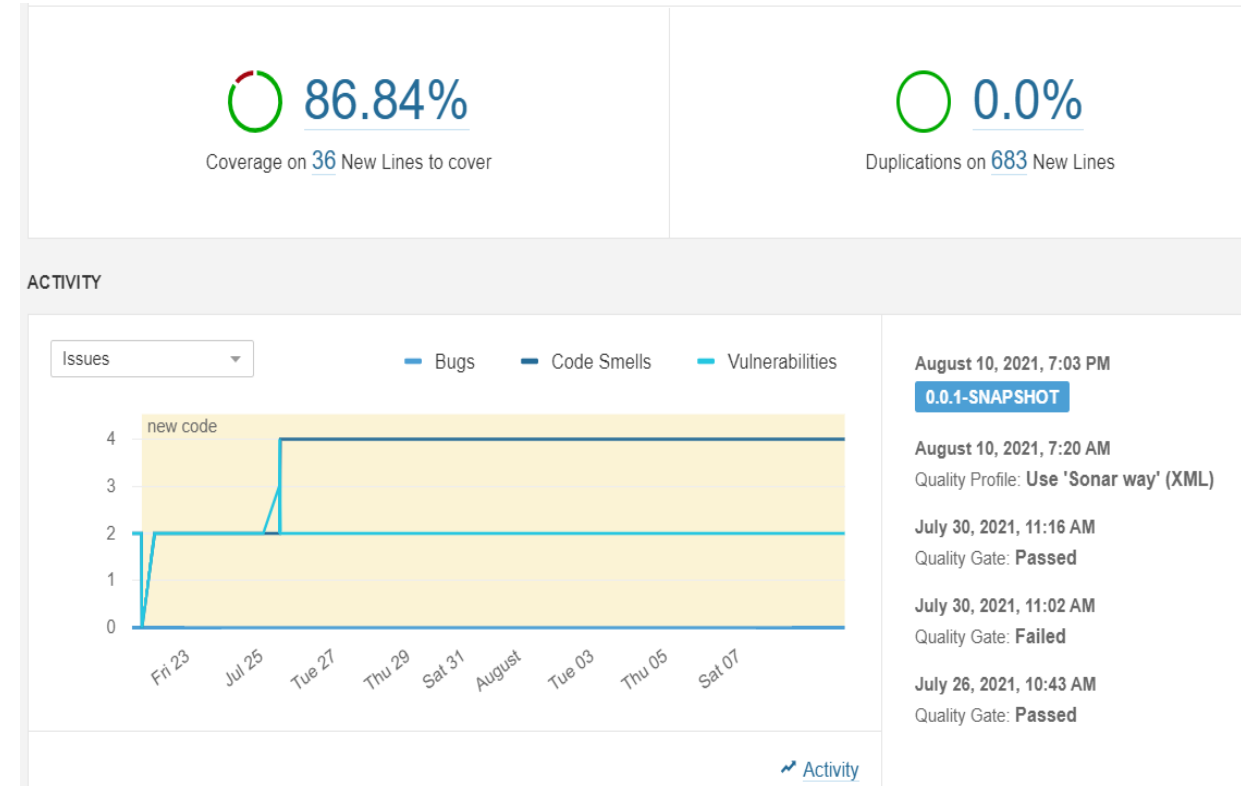 86.84%
Coverage on 36 New Lines to cover
0.0%
Duplications on 683 New Lines
ACTIVITY
Issues
Bugs
Code Smells
Vulnerabilities
new code
4
3
2
1
0
Fri 23
Jul 25
Tue 27
Thu 29
Sat 31
August
Tue 03
Thu 05
Sat 07
Activity
August 10, 2021, 7:03 PM
0.0.1-SNAPSHOT
August 10, 2021, 7:20 AM
Quality Profile: Use 'Sonar way' (XML)
July 30, 2021, 11:16 AM
Quality Gate: Passed
July 30, 2021, 11:02 AM
Quality Gate: Failed
July 26, 2021, 10:43 AM
Quality Gate: Passed